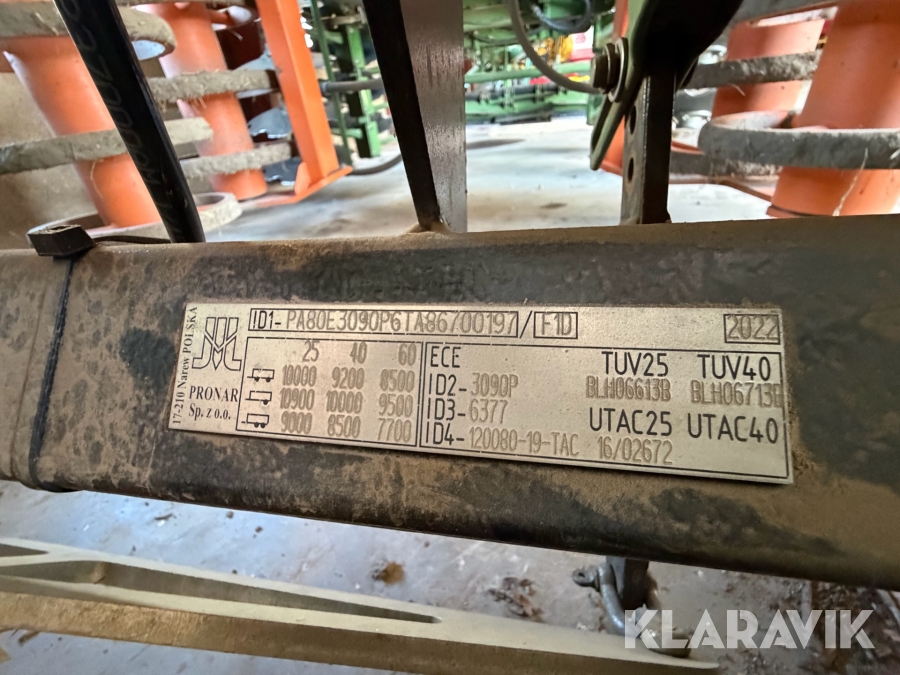 17-210 Narew POLSKA
PRONAR
Sp. z o.o.
ID1- PA80E3090P6TA86700197 / F1D 2022
25 40 60
10000 9200 8500
10900 10000 9500
9000 8500 7700
ECE TUV25 TUV40
ID2- 3090P BLH06613B BLH06713B
ID3- 6377 UTAC25 UTAC40
ID4- 120080-19-TAC 16/02672
KLARAVIK